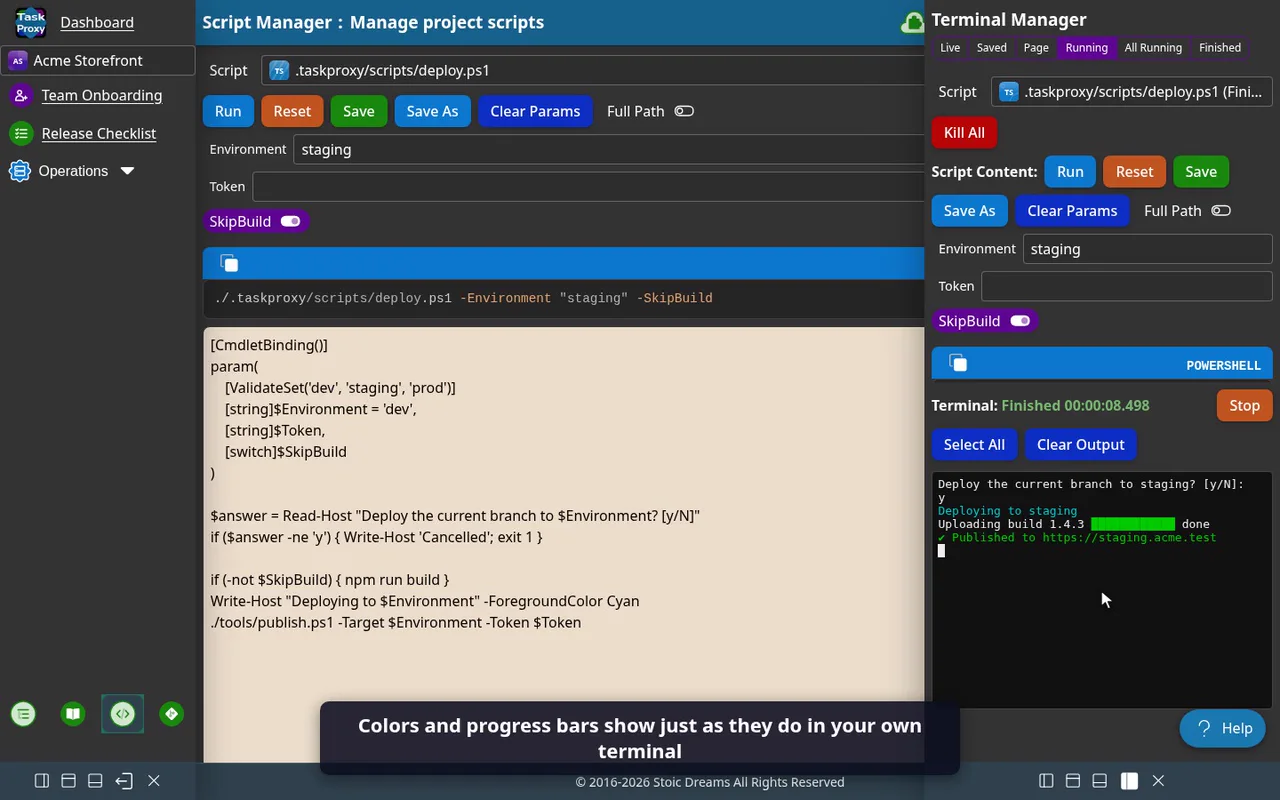 Task Proxy
Dashboard
AS Acme Storefront
Team Onboarding
Release Checklist
Operations
Script Manager : Manage project scripts
Script TS .taskproxy/scripts/deploy.ps1
Run Reset Save Save As Clear Params Full Path
Environment staging
Token
SkipBuild
./.taskproxy/scripts/deploy.ps1 -Environment "staging" -SkipBuild
[CmdletBinding()]
param(
[ValidateSet('dev', 'staging', 'prod')]
[string]$Environment = 'dev',
[string]$Token,
[switch]$SkipBuild
)
$answer = Read-Host "Deploy the current branch to $Environment? [y/N]"
if ($answer -ne 'y') { Write-Host 'Cancelled'; exit 1 }
if (-not $SkipBuild) { npm run build }
Write-Host "Deploying to $Environment" -ForegroundColor Cyan
./tools/publish.ps1 -Target $Environment -Token $Token
Terminal Manager
Live Saved Page Running All Running Finished
Script TS .taskproxy/scripts/deploy.ps1 (Fini...
Kill All
Script Content: Run Reset Save
Save As Clear Params Full Path
Environment staging
Token
SkipBuild
POWERSHELL
Terminal: Finished 00:00:08.498 Stop
Select All Clear Output
Deploy the current branch to staging? [y/N]:
y
Deploying to staging
Uploading build 1.4.3 done
✔ Published to https://staging.acme.test
Colors and progress bars show just as they do in your own
terminal
? Help
© 2016-2026 Stoic Dreams All Rights Reserved